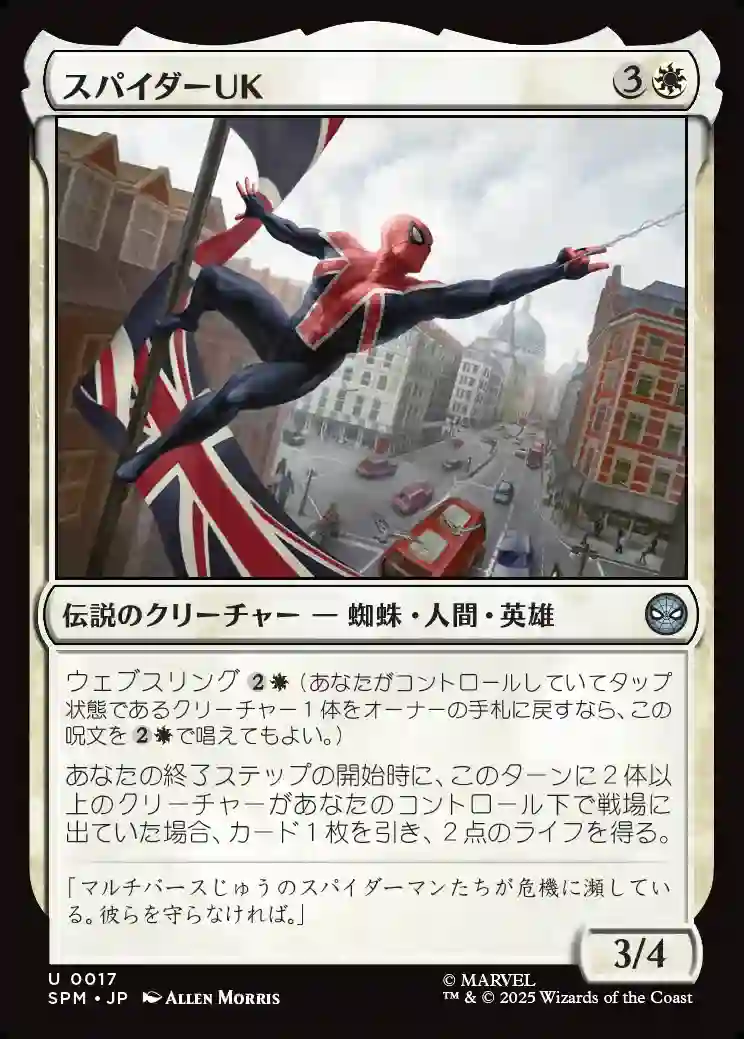 スパイダーUK 3
伝説のクリーチャー ― 蜘蛛・人間・英雄
ウェブスリング 2（あなたがコントロールしていてタップ
状態であるクリーチャー１体をオーナーの手札に戻すなら、この
呪文を 2 で唱えてもよい。）
あなたの終了ステップの開始時に、このターンに２体以
上のクリーチャーがあなたのコントロール下で戦場に
出ていた場合、カード１枚を引き、２点のライフを得る。
「マルチバースじゅうのスパイダーマンたちが危機に瀕してい
る。彼らを守らなければ。」
3/4
U 0017
SPM • JP ALLEN MORRIS
© MARVEL
™ & © 2025 Wizards of the Coast